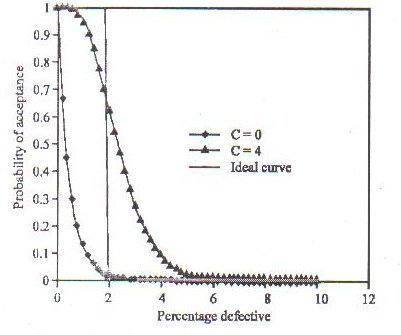 1
0.9
0.8
0.7
0.6
0.5
0.4
0.3
0.2
0.1
0
Probability of acceptance
C = 0
C = 4
Ideal curve
0 2 4 6 8 10 12
Percentage defective